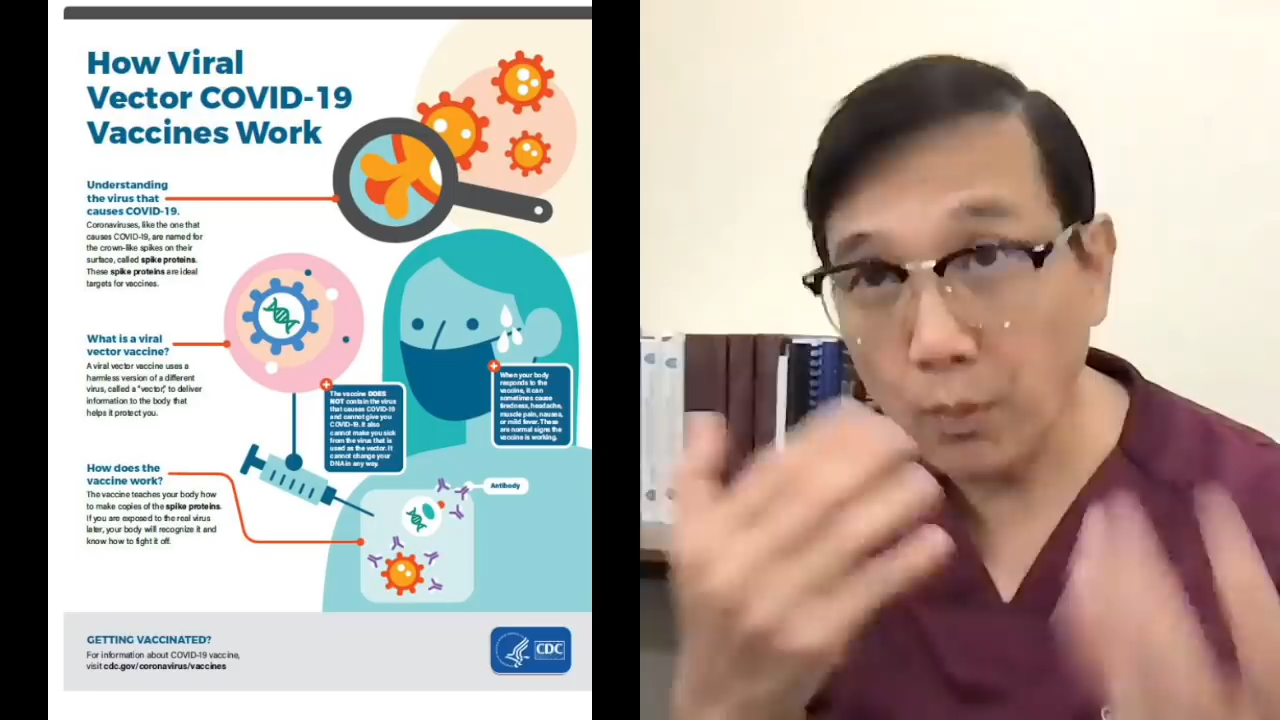 How Viral
Vector COVID-19
Vaccines Work
Understanding
the virus that
causes COVID-19.
Coronaviruses, like the one that
causes COVID-19, are named for
the crown-like spikes on their
surface, called spike proteins.
These spike proteins are ideal
targets for vaccines.
What is a viral
vector vaccine?
A viral vector vaccine uses a
harmless version of a different
virus, called a "vector," to deliver
information to the body that
helps it protect you.
The vaccine DOES
NOT contain the virus
that causes COVID-19
and cannot give you
COVID-19. It also
cannot make you sick
from the virus that is
used as the vector. It
cannot change your
DNA in any way.
When your body
responds to the
vaccine, it can
sometimes cause
tiredness, headache,
muscle pain, nausea,
or mild fever. These
are normal signs the
vaccine is working.
How does the
vaccine work?
The vaccine teaches your body how
to make copies of the spike proteins.
If you are exposed to the real virus
later, your body will recognize it and
know how to fight it off.
Antibody
GETTING VACCINATED?
For information about COVID-19 vaccine,
visit cdc.gov/coronavirus/vaccines
CDC